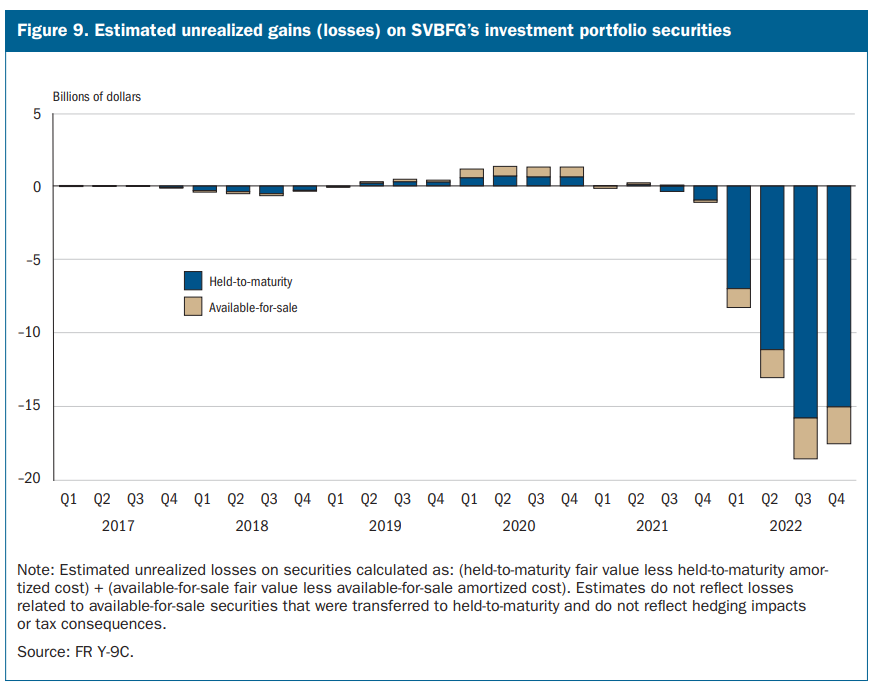 Figure 9. Estimated unrealized gains (losses) on SVBFG's investment portfolio securities
Billions of dollars
5
0
–5
–10
–15
–20
Held-to-maturity
Available-for-sale
Q1 Q2 Q3 Q4 Q1 Q2 Q3 Q4 Q1 Q2 Q3 Q4 Q1 Q2 Q3 Q4 Q1 Q2 Q3 Q4 Q1 Q2 Q3 Q4
2017 2018 2019 2020 2021 2022
Note: Estimated unrealized losses on securities calculated as: (held-to-maturity fair value less held-to-maturity amor-
tized cost) + (available-for-sale fair value less available-for-sale amortized cost). Estimates do not reflect losses
related to available-for-sale securities that were transferred to held-to-maturity and do not reflect hedging impacts
or tax consequences.
Source: FR Y-9C.